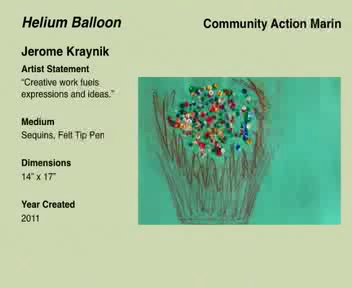 Helium Balloon
Community Action Marin
Jerome Kraynik
Artist Statement
“Creative work fuels
expressions and ideas.”
Medium
Sequins, Felt Tip Pen
Dimensions
14” x 17”
Year Created
2011